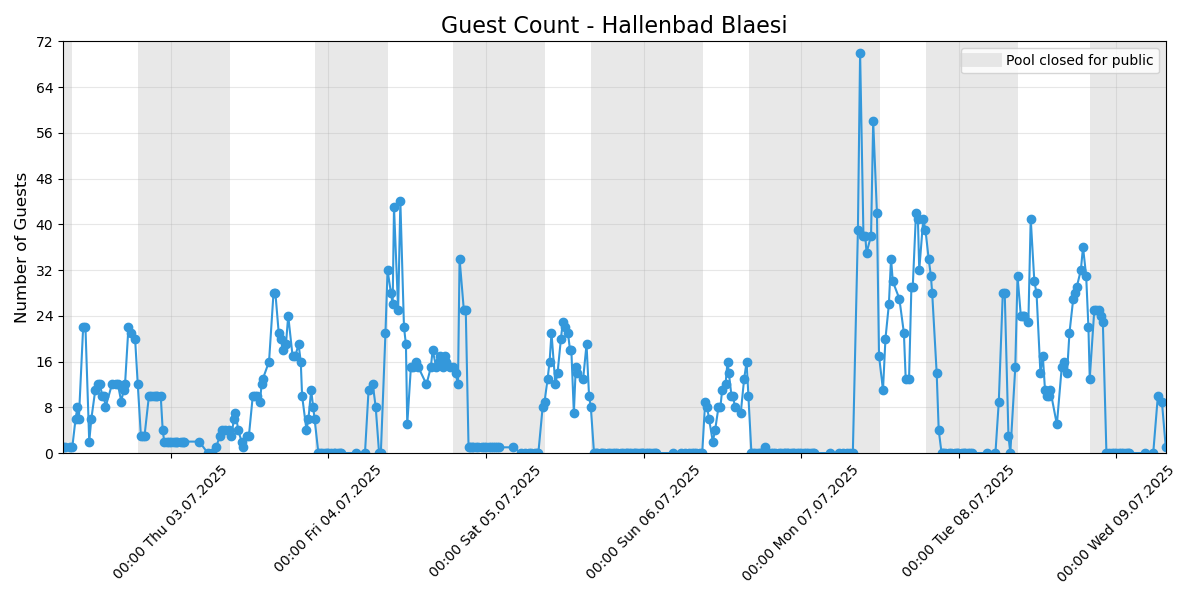 Guest Count - Hallenbad Blaesi
Pool closed for public
Number of Guests
72
64
56
48
40
32
24
16
8
0
00:00 Thu 03.07.2025
00:00 Fri 04.07.2025
00:00 Sat 05.07.2025
00:00 Sun 06.07.2025
00:00 Mon 07.07.2025
00:00 Tue 08.07.2025
00:00 Wed 09.07.2025